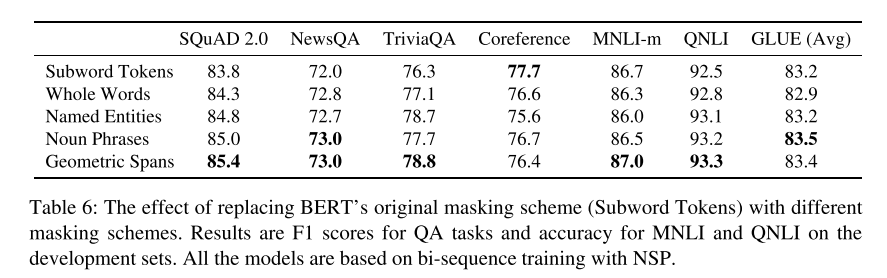 SQuAD 2.0 NewsQA TriviaQA Coreference MNLI-m QNLI GLUE (Avg)
Subword Tokens 83.8 72.0 76.3 77.7 86.7 92.5 83.2
Whole Words 84.3 72.8 77.1 76.6 86.3 92.8 82.9
Named Entities 84.8 72.7 78.7 75.6 86.0 93.1 83.2
Noun Phrases 85.0 73.0 77.7 76.7 86.5 93.2 83.5
Geometric Spans 85.4 73.0 78.8 76.4 87.0 93.3 83.4
Table 6: The effect of replacing BERT's original masking scheme (Subword Tokens) with different
masking schemes. Results are F1 scores for QA tasks and accuracy for MNLI and QNLI on the
development sets. All the models are based on bi-sequence training with NSP.